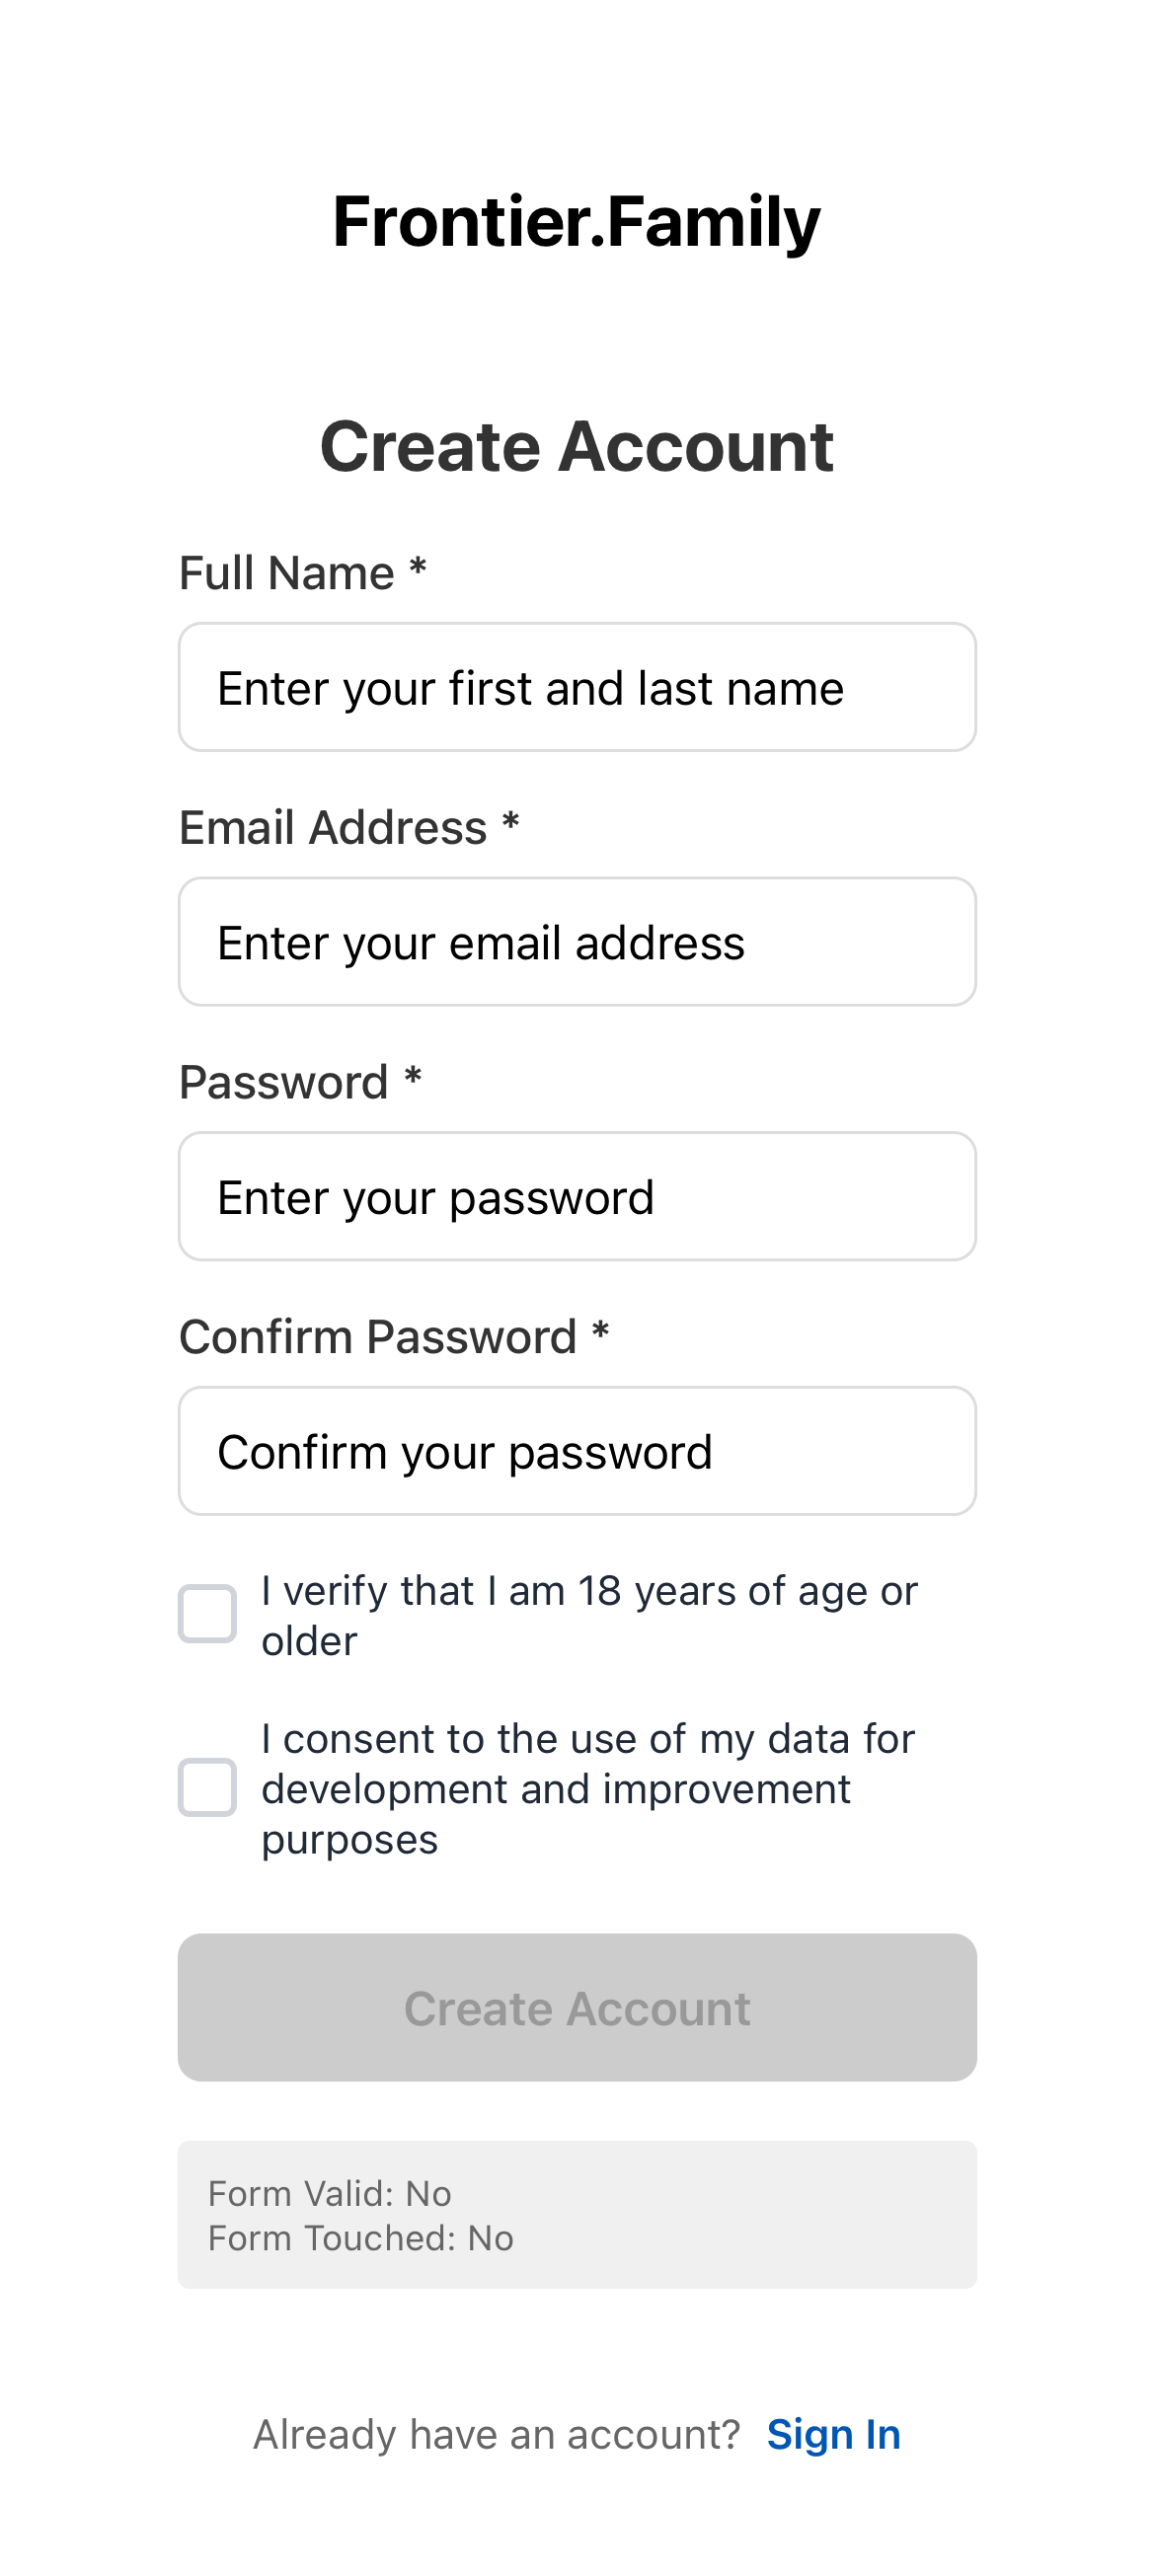 Frontier.Family
Create Account
Full Name *
Enter your first and last name
Email Address *
Enter your email address
Password *
Enter your password
Confirm Password *
Confirm your password
I verify that I am 18 years of age or
older
I consent to the use of my data for
development and improvement
purposes
Create Account
Form Valid: No
Form Touched: No
Already have an account? Sign In